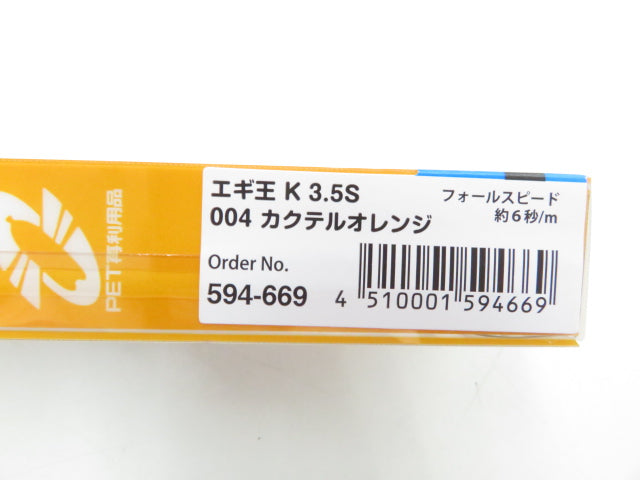 エギ王 K 3.5S
004 カクテルオレンジ
フォールスピード
約6秒/m
Order No.
594-669
4 510001 594669
PET再利用品